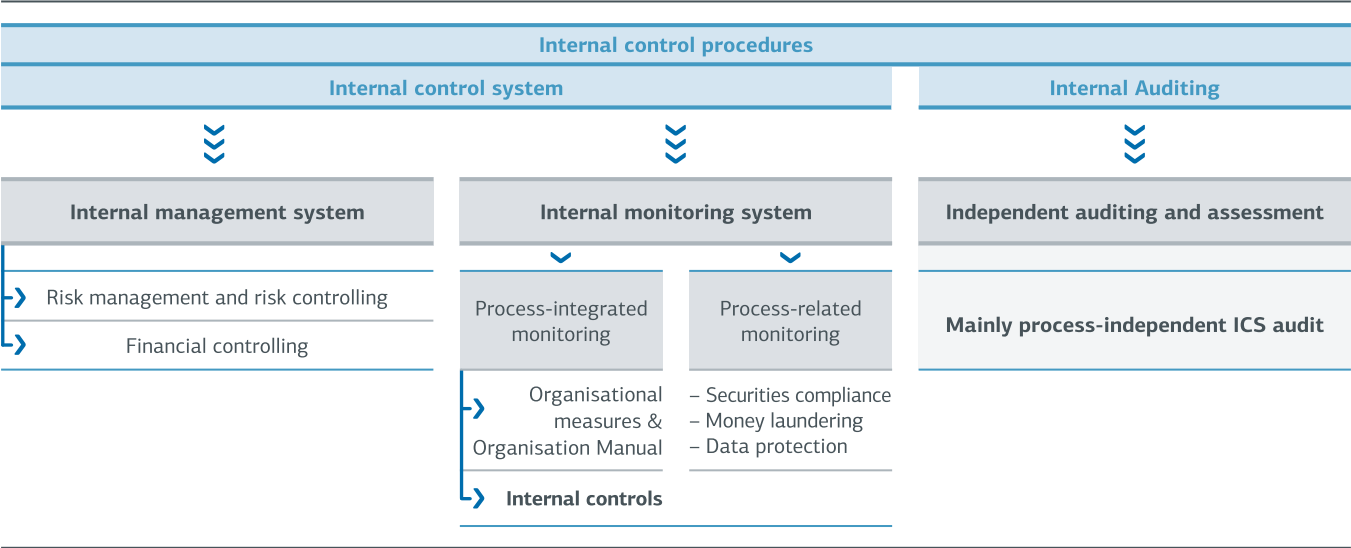 Internal control procedures
Internal control system
Internal Auditing
Internal management system
Internal monitoring system
Independent auditing and assessment
Risk management and risk controlling
Financial controlling
Process-integrated
monitoring
Process-related
monitoring
Mainly process-independent ICS audit
Organisational
measures &
Organisation Manual
Internal controls
– Securities compliance
– Money laundering
– Data protection